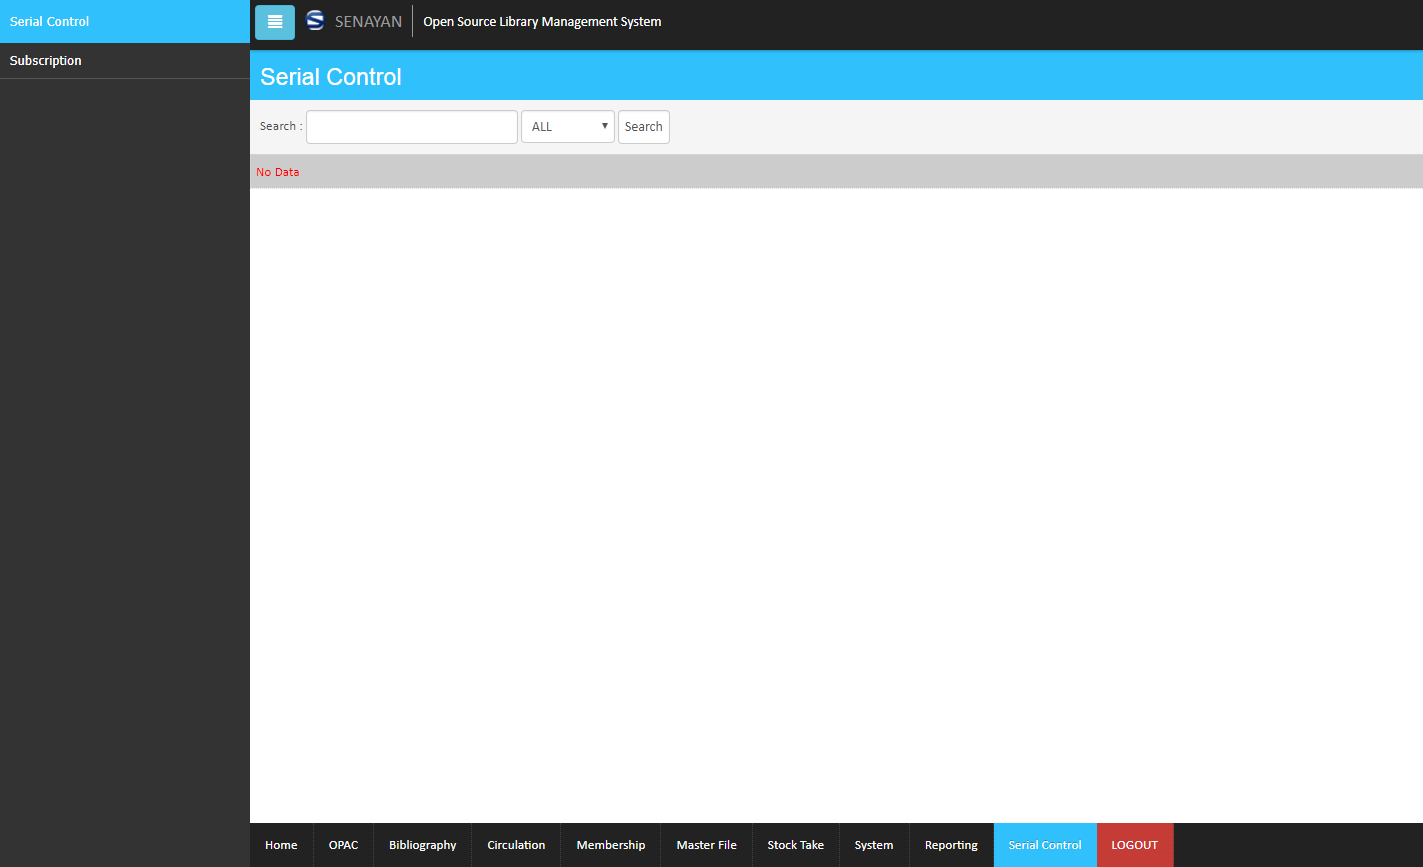 Serial Control
Subscription
SENAYAN Open Source Library Management System
Serial Control
Search : ALL Search
No Data
Home OPAC Bibliography Circulation Membership Master File Stock Take System Reporting Serial Control LOGOUT